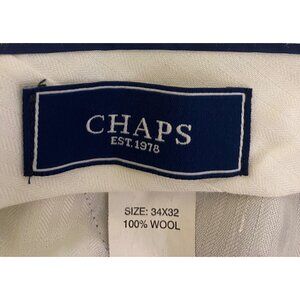 CHAPS
EST.1978
SIZE: 34X32
100% WOOL